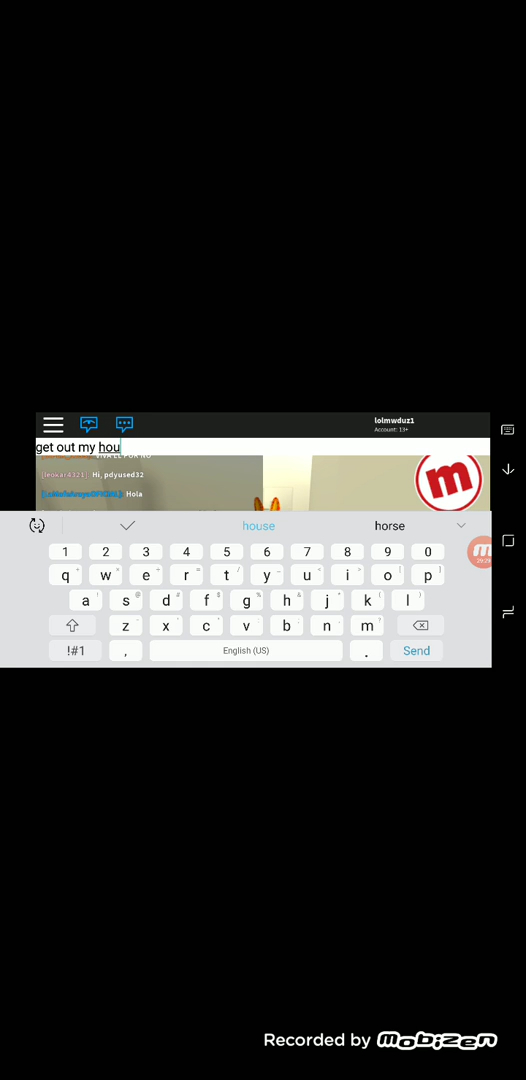 lolmwduz1
Account: 13+
get out my hou
[leokar4321]: Hi, pdyused32
Hola
m
house
horse
1 2 3 4 5 6 7 8 9 0
q w e r t y u i o p
a s d f g h j k l
z x c v b n m
!#1 , English (US) . Send
Recorded by mobizen